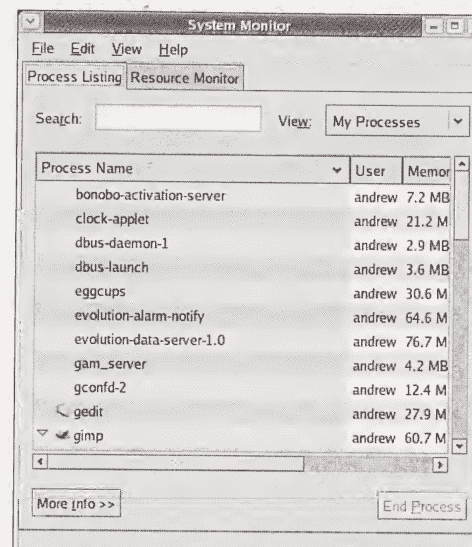 System Monitor
File Edit View Help
Process Listing Resource Monitor
Search: View: My Processes
Process Name User Memor
bonobo-activation-server andrew 7.2 MB
clock-applet andrew 21.2 M
dbus-daemon-1 andrew 2.9 MB
dbus-launch andrew 3.6 MB
eggcups andrew 30.6 M
evolution-alarm-notify andrew 64.6 M
evolution-data-server-1.0 andrew 76.7 M
gam_server andrew 4.2 MB
gconfd-2 andrew 12.4 M
gedit andrew 27.9 M
gimp andrew 60.7 M
More Info >> End Process